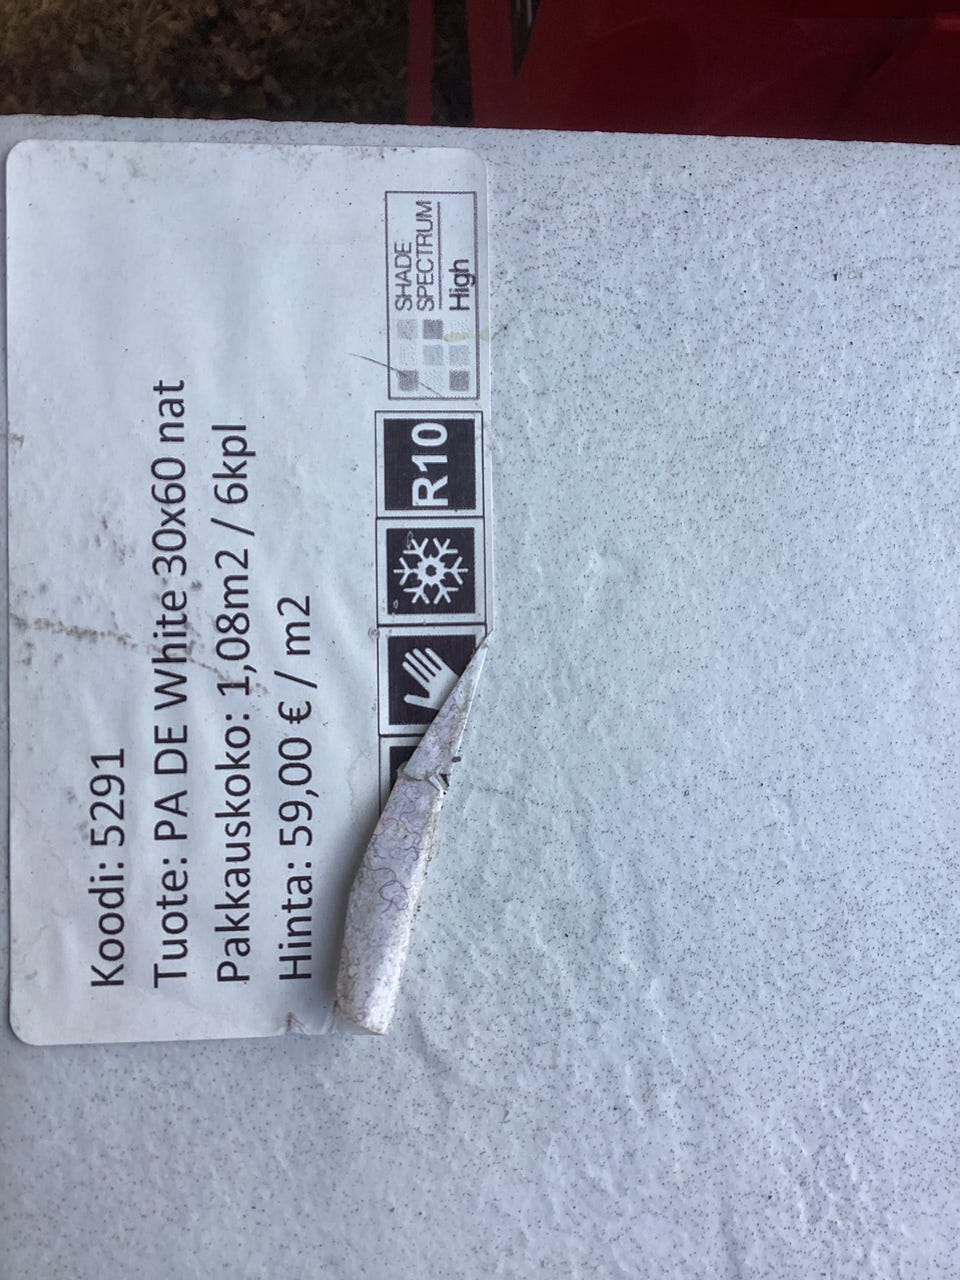 Koodi: 5291
Tuote: PA DE White 30x60 nat
Pakkauskoko: 1,08m2 / 6kpl
Hinta: 59,00 € / m2
R10
SHADE
SPECTRUM
High